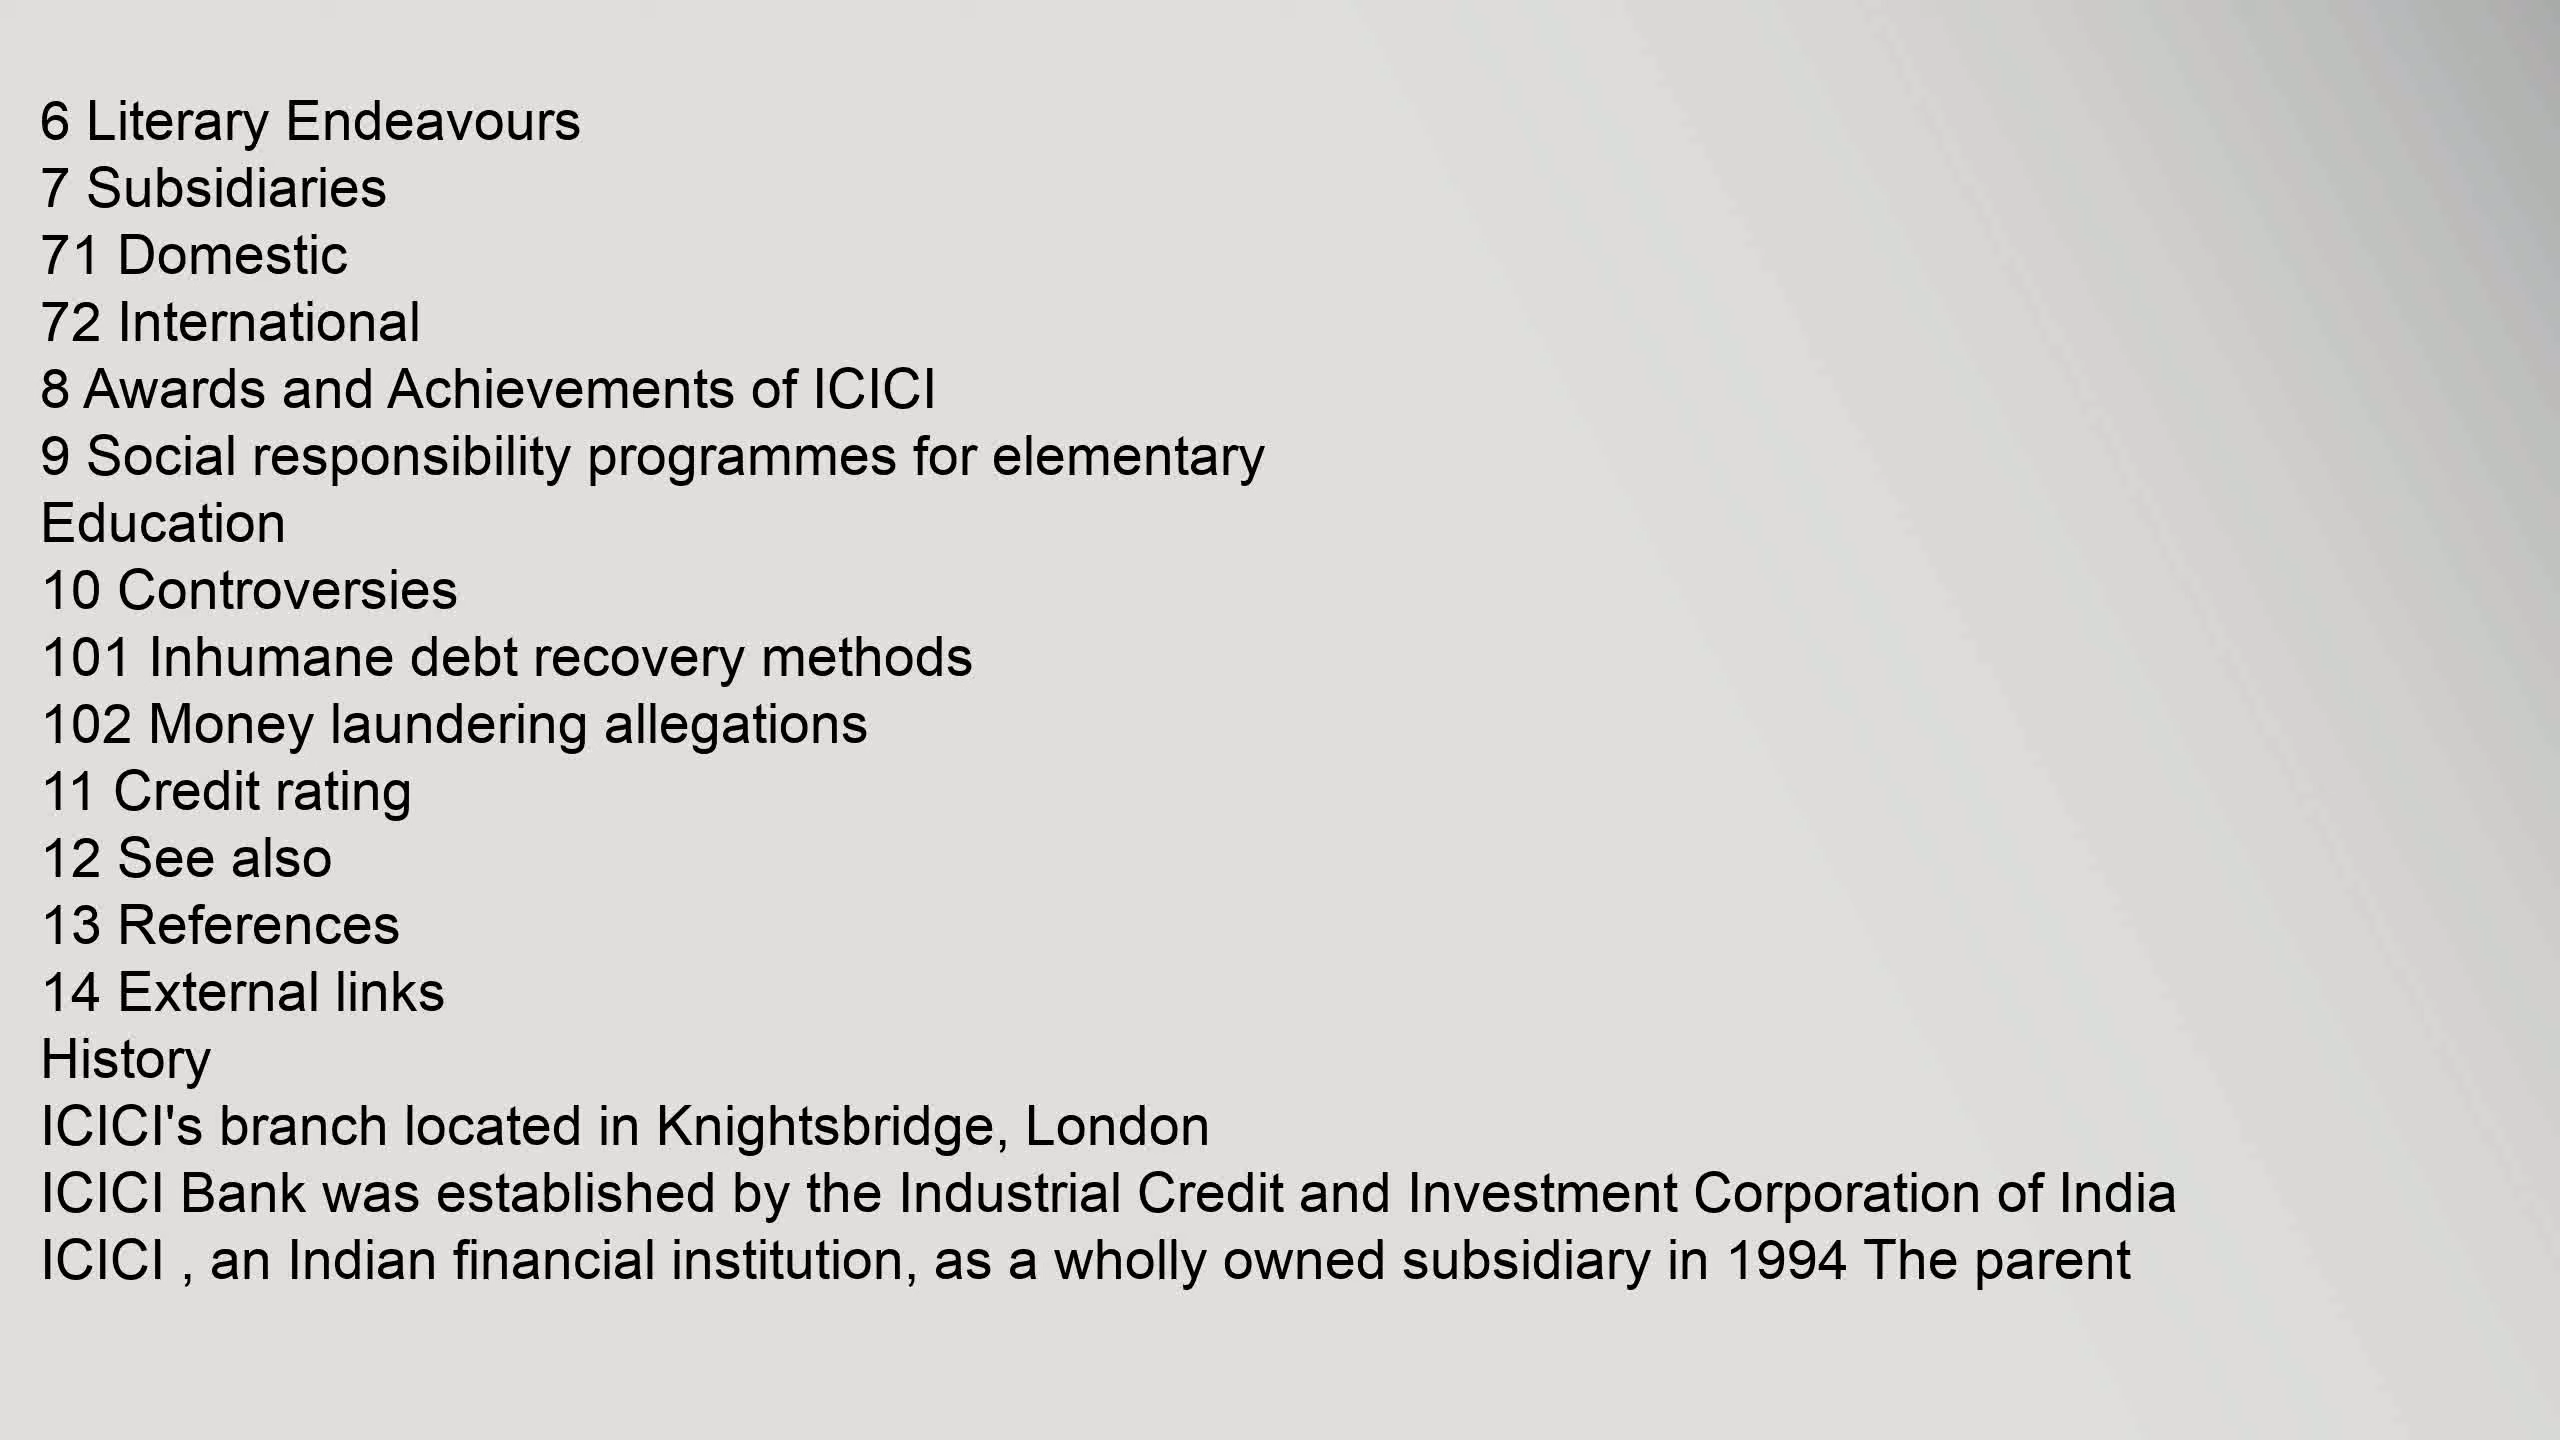 6 Literary Endeavours
7 Subsidiaries
71 Domestic
72 International
8 Awards and Achievements of ICICI
9 Social responsibility programmes for elementary
Education
10 Controversies
101 Inhumane debt recovery methods
102 Money laundering allegations
11 Credit rating
12 See also
13 References
14 External links
History
ICICI's branch located in Knightsbridge, London
ICICI Bank was established by the Industrial Credit and Investment Corporation of India
ICICI , an Indian financial institution, as a wholly owned subsidiary in 1994 The parent